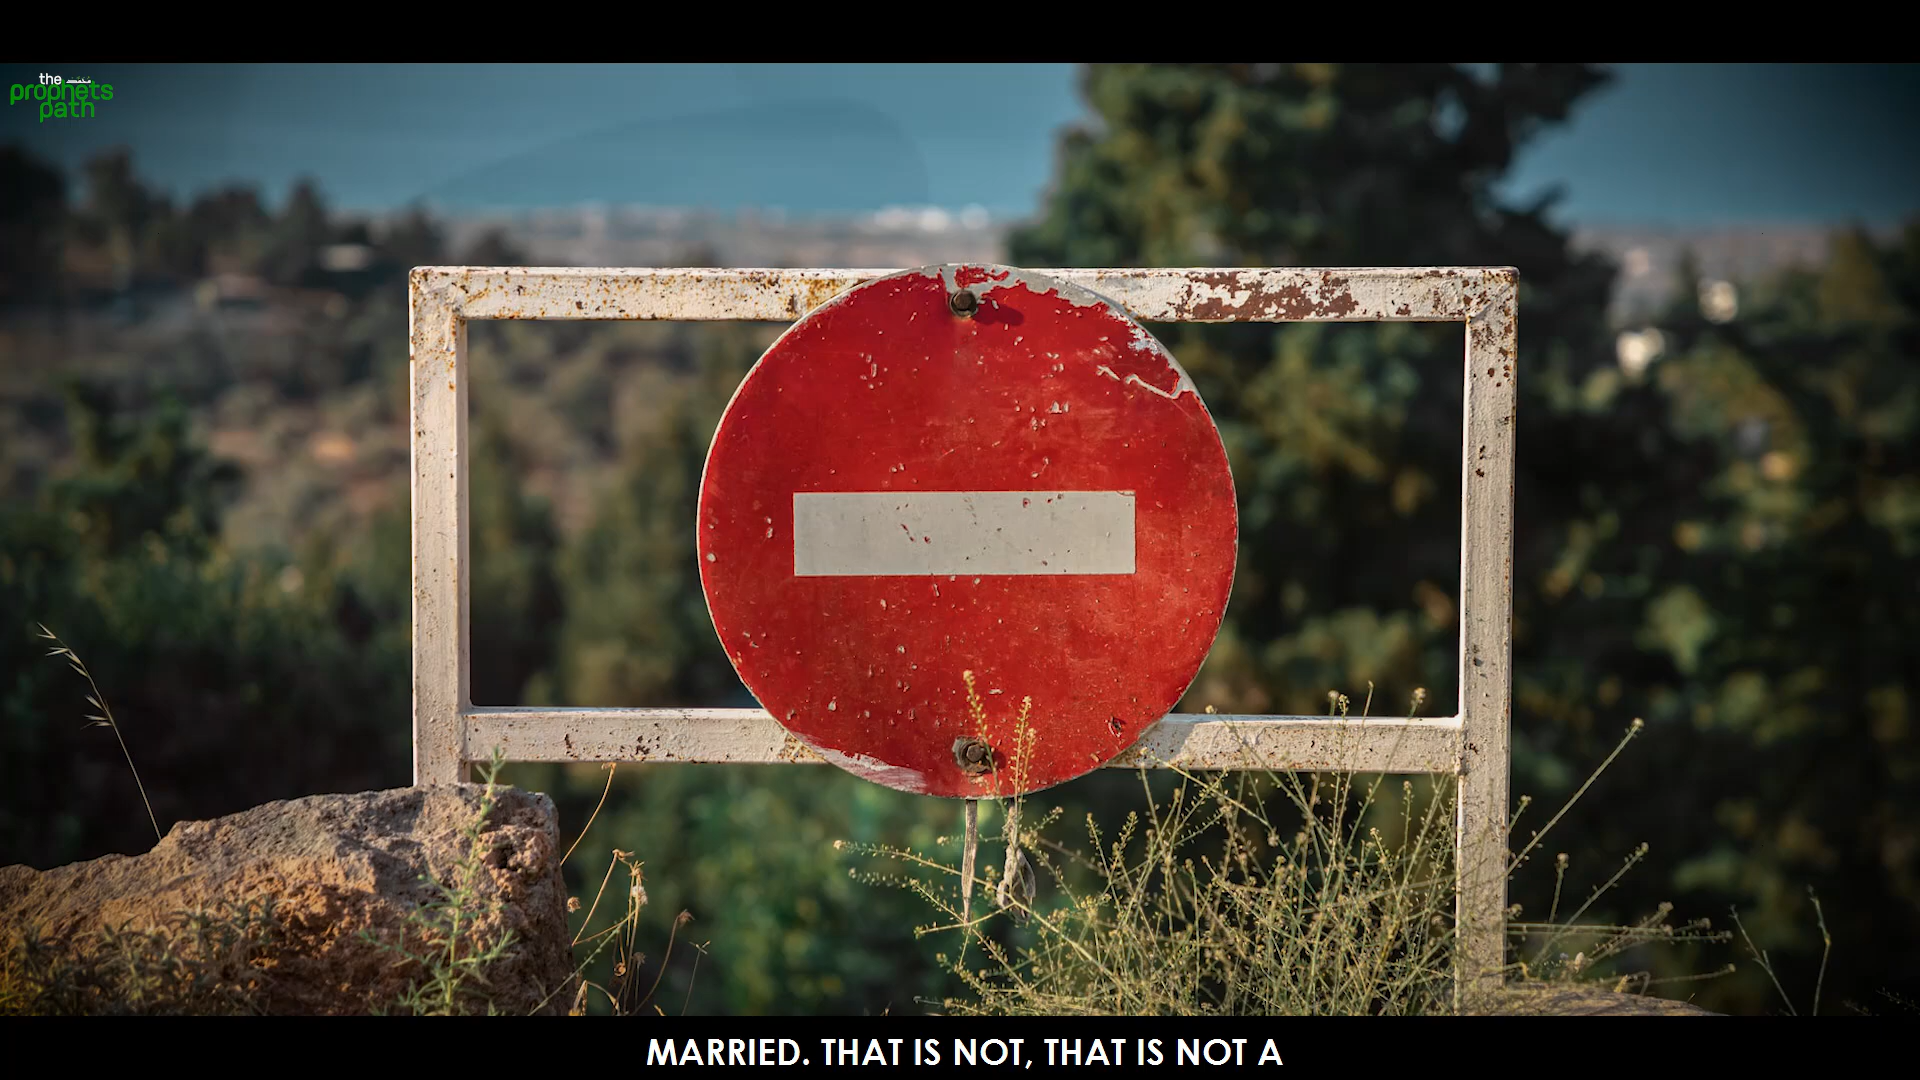 the
prophets
path
MARRIED. THAT IS NOT, THAT IS NOT A